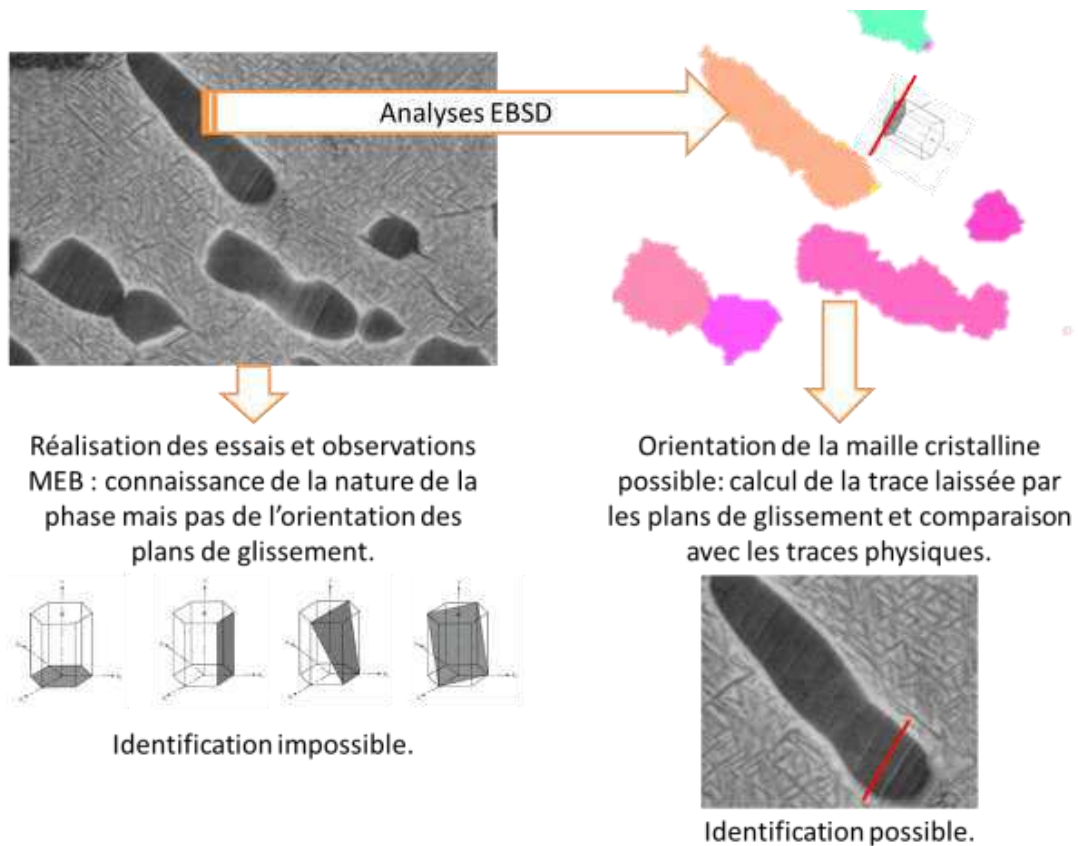 Analyses EBSD
Réalisation des essais et observations
MEB : connaissance de la nature de la
phase mais pas de l'orientation des
plans de glissement.
Identification impossible.
Orientation de la maille cristalline
possible: calcul de la trace laissée par
les plans de glissement et comparaison
avec les traces physiques.
Identification possible.